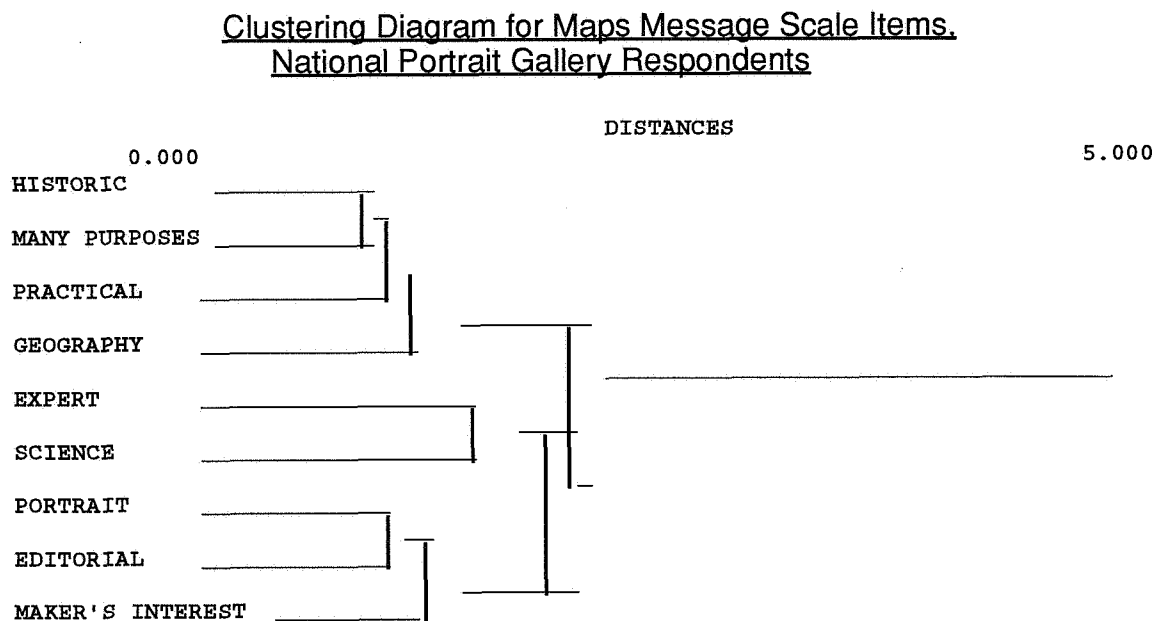 Clustering Diagram for Maps Message Scale Items,
National Portrait Gallery Respondents
DISTANCES
0.000 5.000
HISTORIC
MANY PURPOSES
PRACTICAL
GEOGRAPHY
EXPERT
SCIENCE
PORTRAIT
EDITORIAL
MAKER'S INTEREST